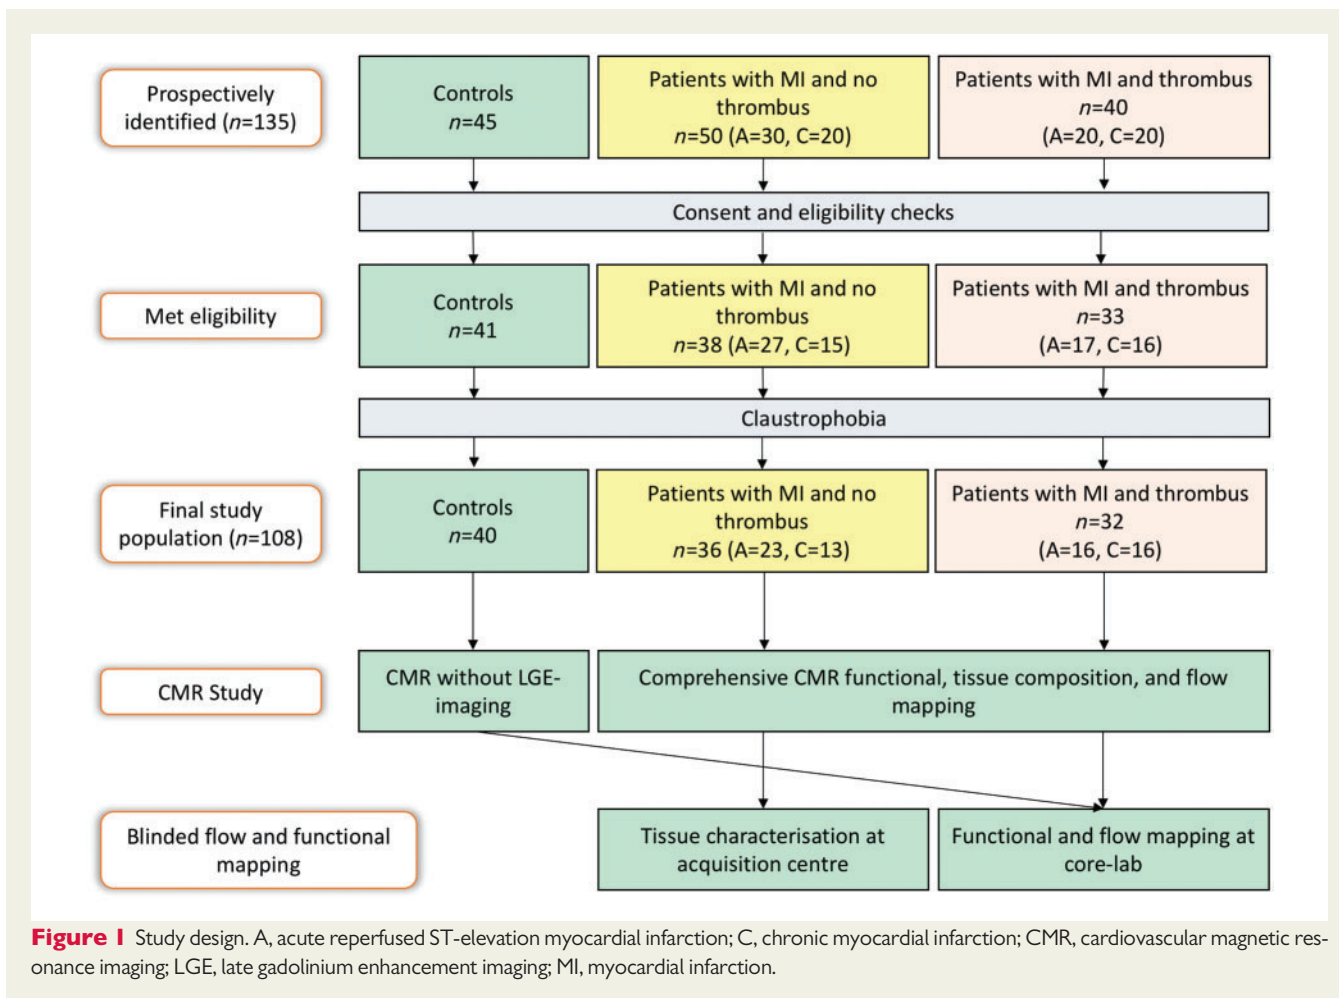 Prospectively
identified (n=135)
Controls
n=45
Patients with MI and no
thrombus
n=50 (A=30, C=20)
Patients with MI and thrombus
n=40
(A=20, C=20)
Consent and eligibility checks
Met eligibility
Controls
n=41
Patients with MI and no
thrombus
n=38 (A=27, C=15)
Patients with MI and thrombus
n=33
(A=17, C=16)
Claustrophobia
Final study
population (n=108)
Controls
n=40
Patients with MI and no
thrombus
n=36 (A=23, C=13)
Patients with MI and thrombus
n=32
(A=16, C=16)
CMR Study
CMR without LGE-
imaging
Comprehensive CMR functional, tissue composition, and flow
mapping
Blinded flow and functional
mapping
Tissue characterisation at
acquisition centre
Functional and flow mapping at
core-lab
Figure 1 Study design. A, acute reperfused ST-elevation myocardial infarction; C, chronic myocardial infarction; CMR, cardiovascular magnetic res-
onance imaging; LGE, late gadolinium enhancement imaging; MI, myocardial infarction.